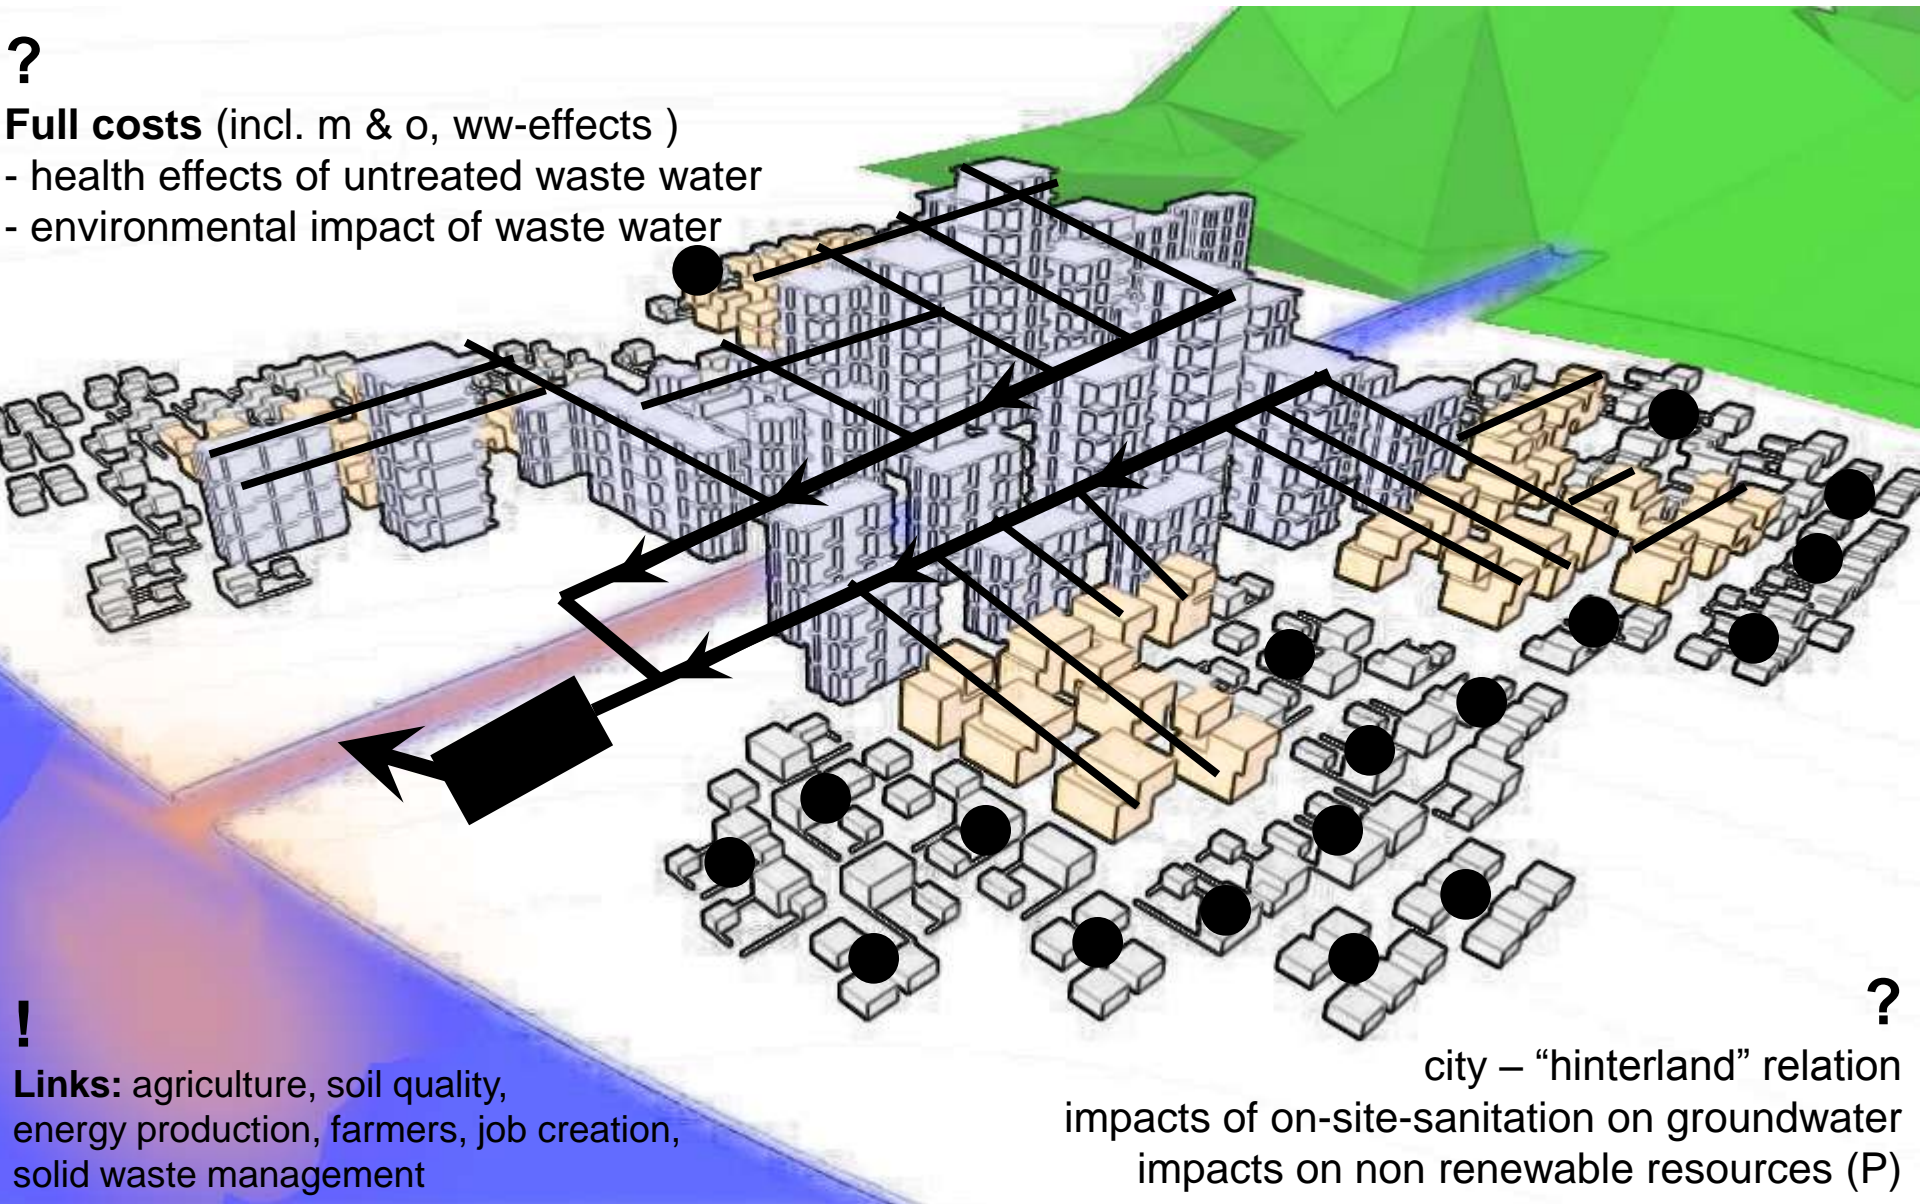 ?
Full costs (incl. m & o, ww-effects )
- health effects of untreated waste water
- environmental impact of waste water
!
Links: agriculture, soil quality,
energy production, farmers, job creation,
solid waste management
?
city – “hinterland” relation
impacts of on-site-sanitation on groundwater
impacts on non renewable resources (P)